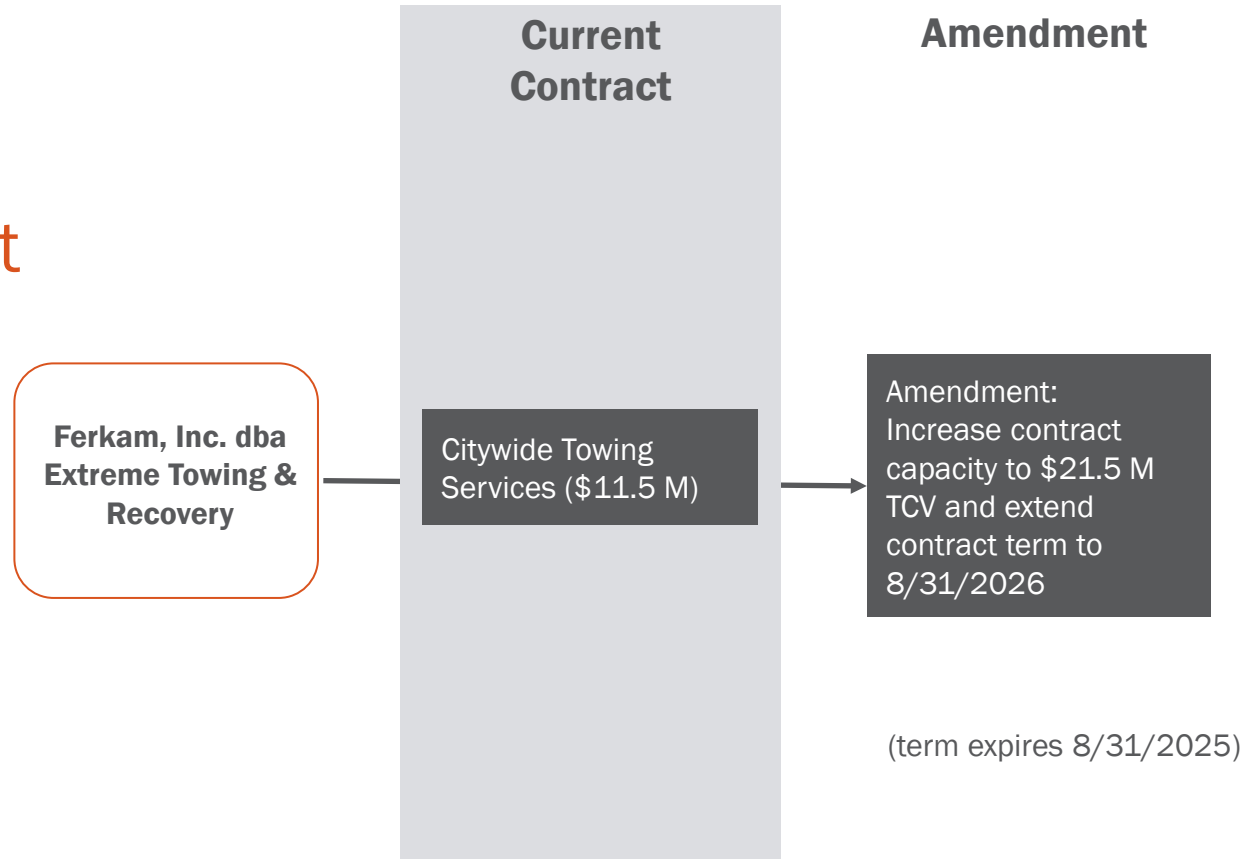 Current
Contract
Amendment
t
Ferkam, Inc. dba
Extreme Towing &
Recovery
Citywide Towing
Services ($11.5 M)
Amendment:
Increase contract
capacity to $21.5 M
TCV and extend
contract term to
8/31/2026
(term expires 8/31/2025)